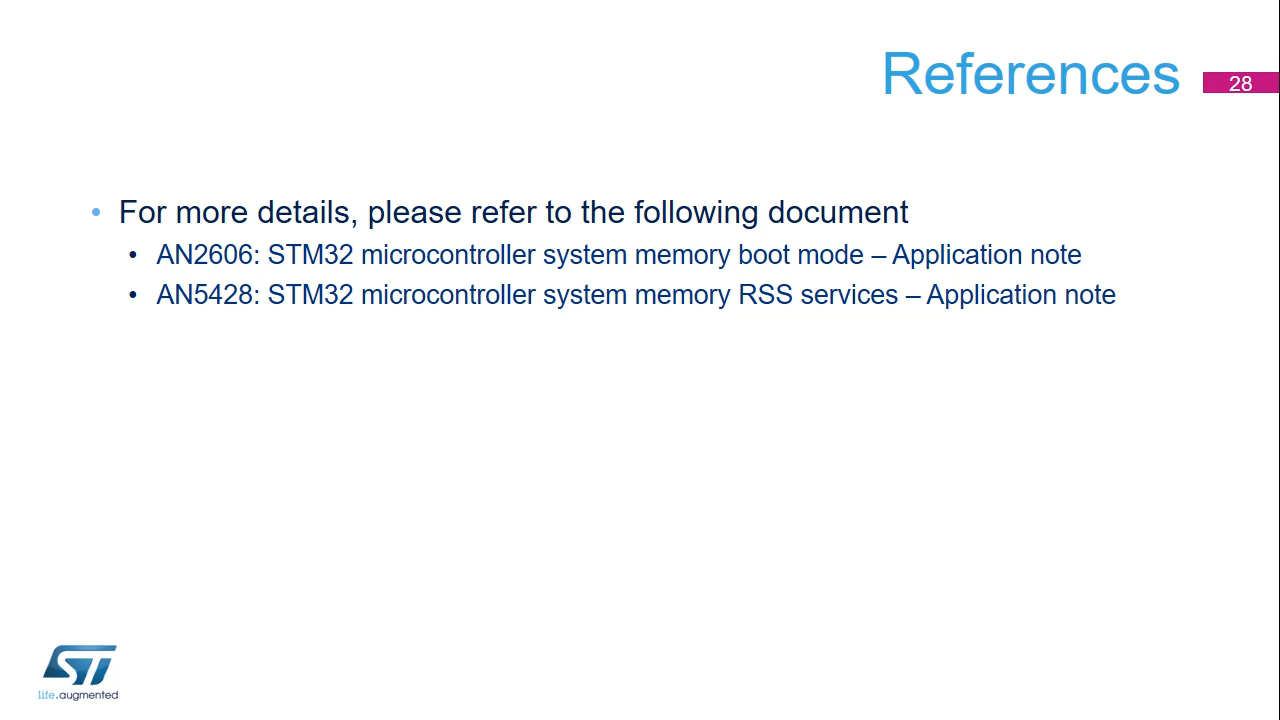 References
28
• For more details, please refer to the following document
• AN2606: STM32 microcontroller system memory boot mode – Application note
• AN5428: STM32 microcontroller system memory RSS services – Application note
ST
life.augmented